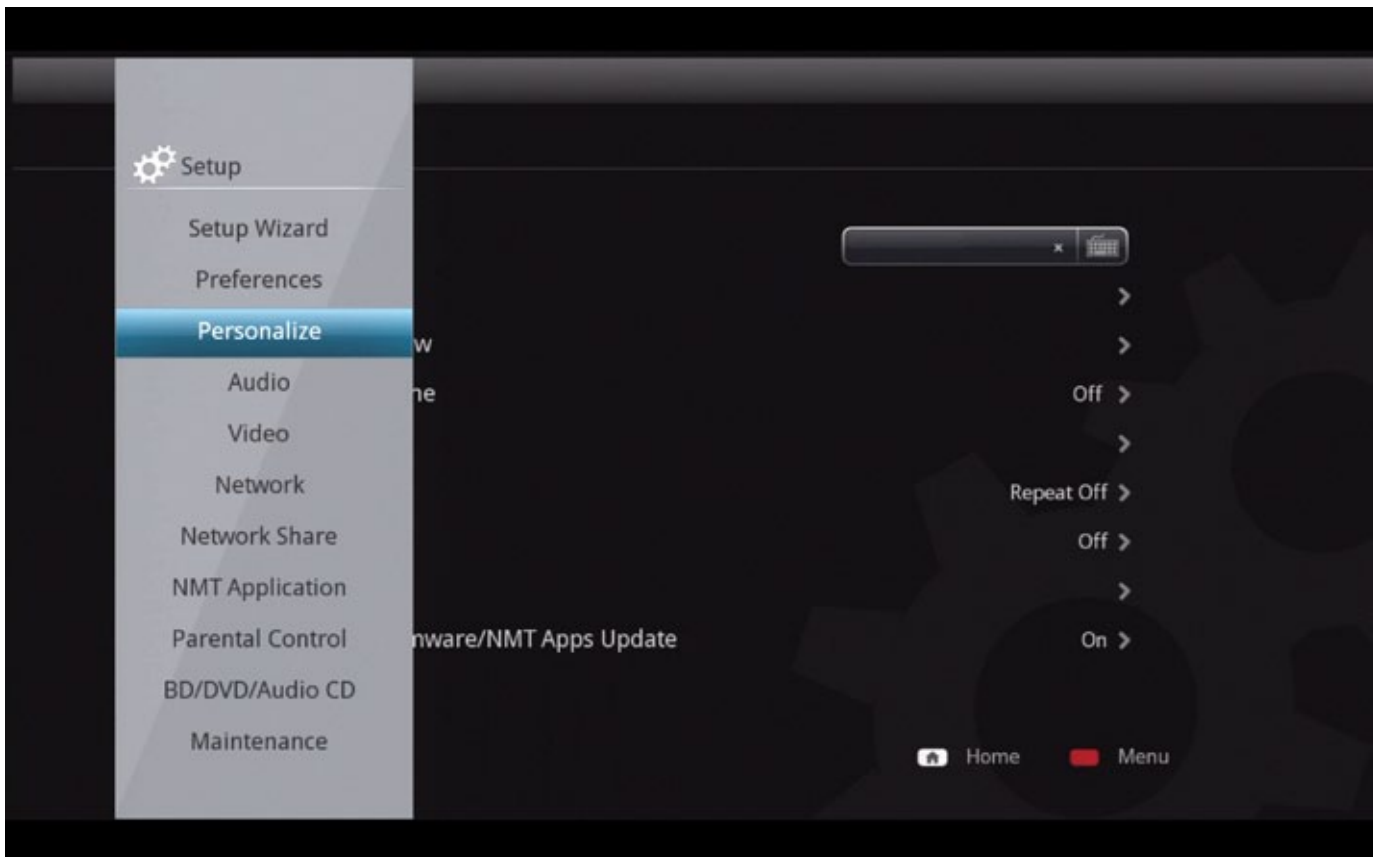 Setup
Setup Wizard
Preferences
Personalize
w
Audio
ne Off
Video
Network
Repeat Off
Network Share
Off
NMT Application
Parental Control
nware/NMT Apps Update On
BD/DVD/Audio CD
Maintenance
Home Menu